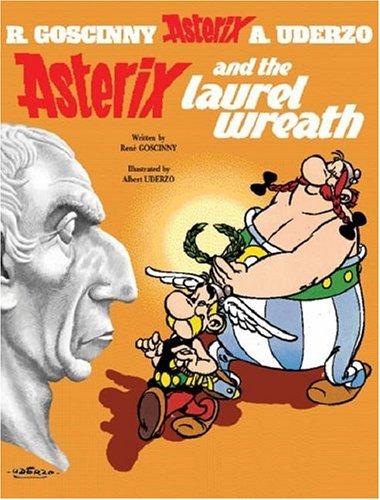 R. GOSCINNY Asterix A. UDERZO
Asterix and the
laurel
wreath
Written by
René GOSCINNY
Illustrated by
Albert UDERZO
UDERZO